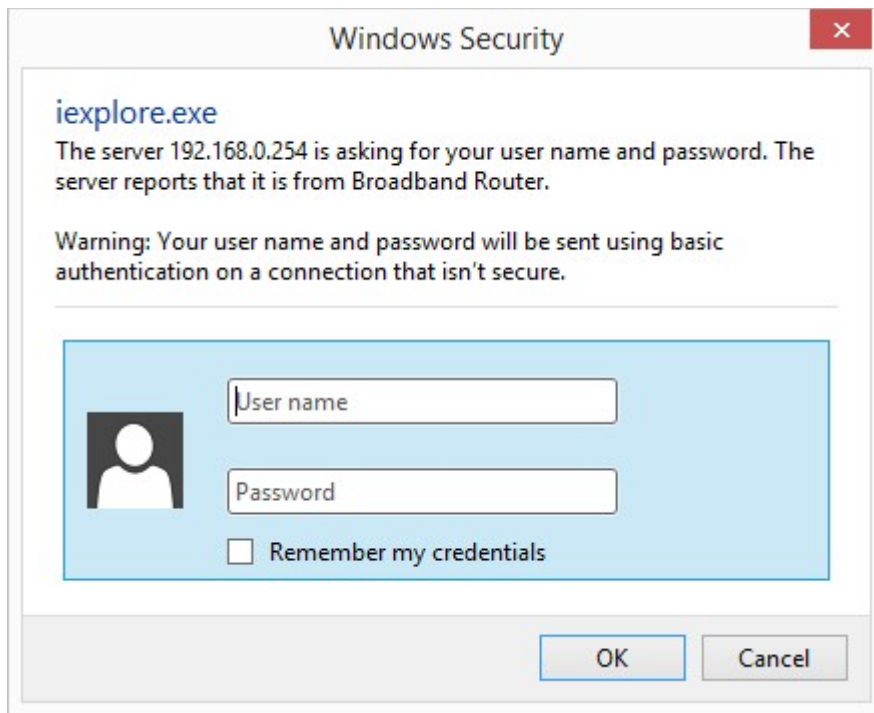 Windows Security
iexplore.exe
The server 192.168.0.254 is asking for your user name and password. The
server reports that it is from Broadband Router.
Warning: Your user name and password will be sent using basic
authentication on a connection that isn't secure.
User name
Password
Remember my credentials
OK
Cancel